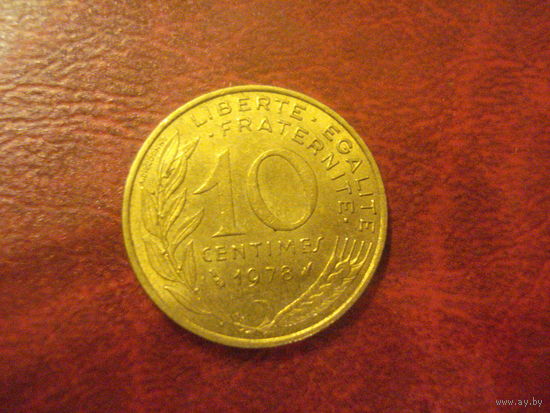 LIBERTE · EGALITE
· FRATERNITE ·
10
CENTIMES
1978
www.ay.by